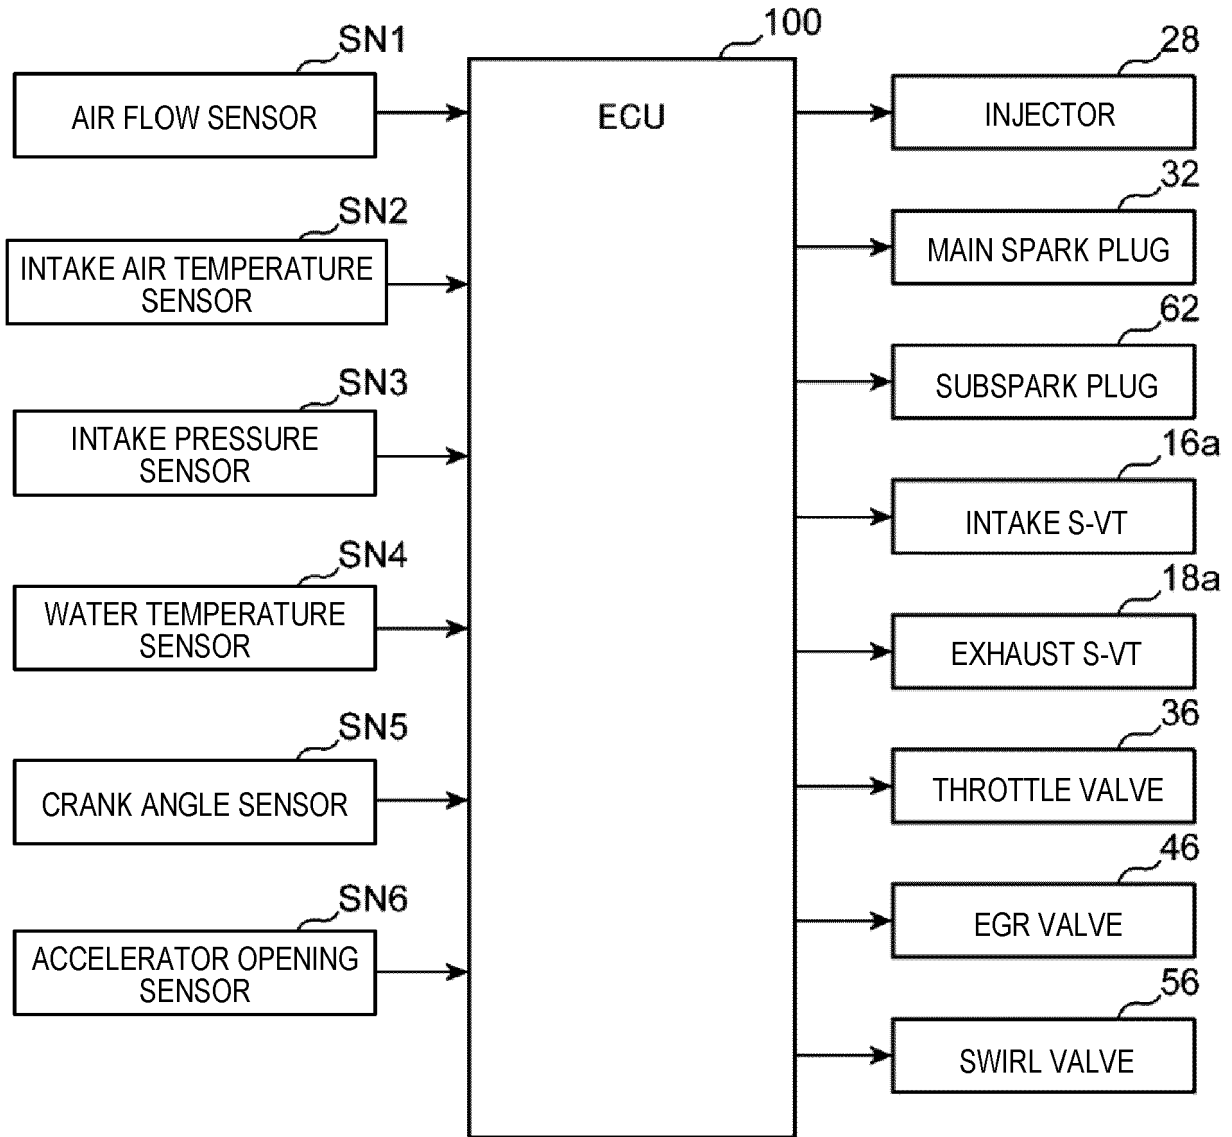 100
ECU
SN1
AIR FLOW SENSOR
SN2
INTAKE AIR TEMPERATURE
SENSOR
SN3
INTAKE PRESSURE
SENSOR
SN4
WATER TEMPERATURE
SENSOR
SN5
CRANK ANGLE SENSOR
SN6
ACCELERATOR OPENING
SENSOR
28
INJECTOR
32
MAIN SPARK PLUG
62
SUBSPARK PLUG
16a
INTAKE S-VT
18a
EXHAUST S-VT
36
THROTTLE VALVE
46
EGR VALVE
56
SWIRL VALVE